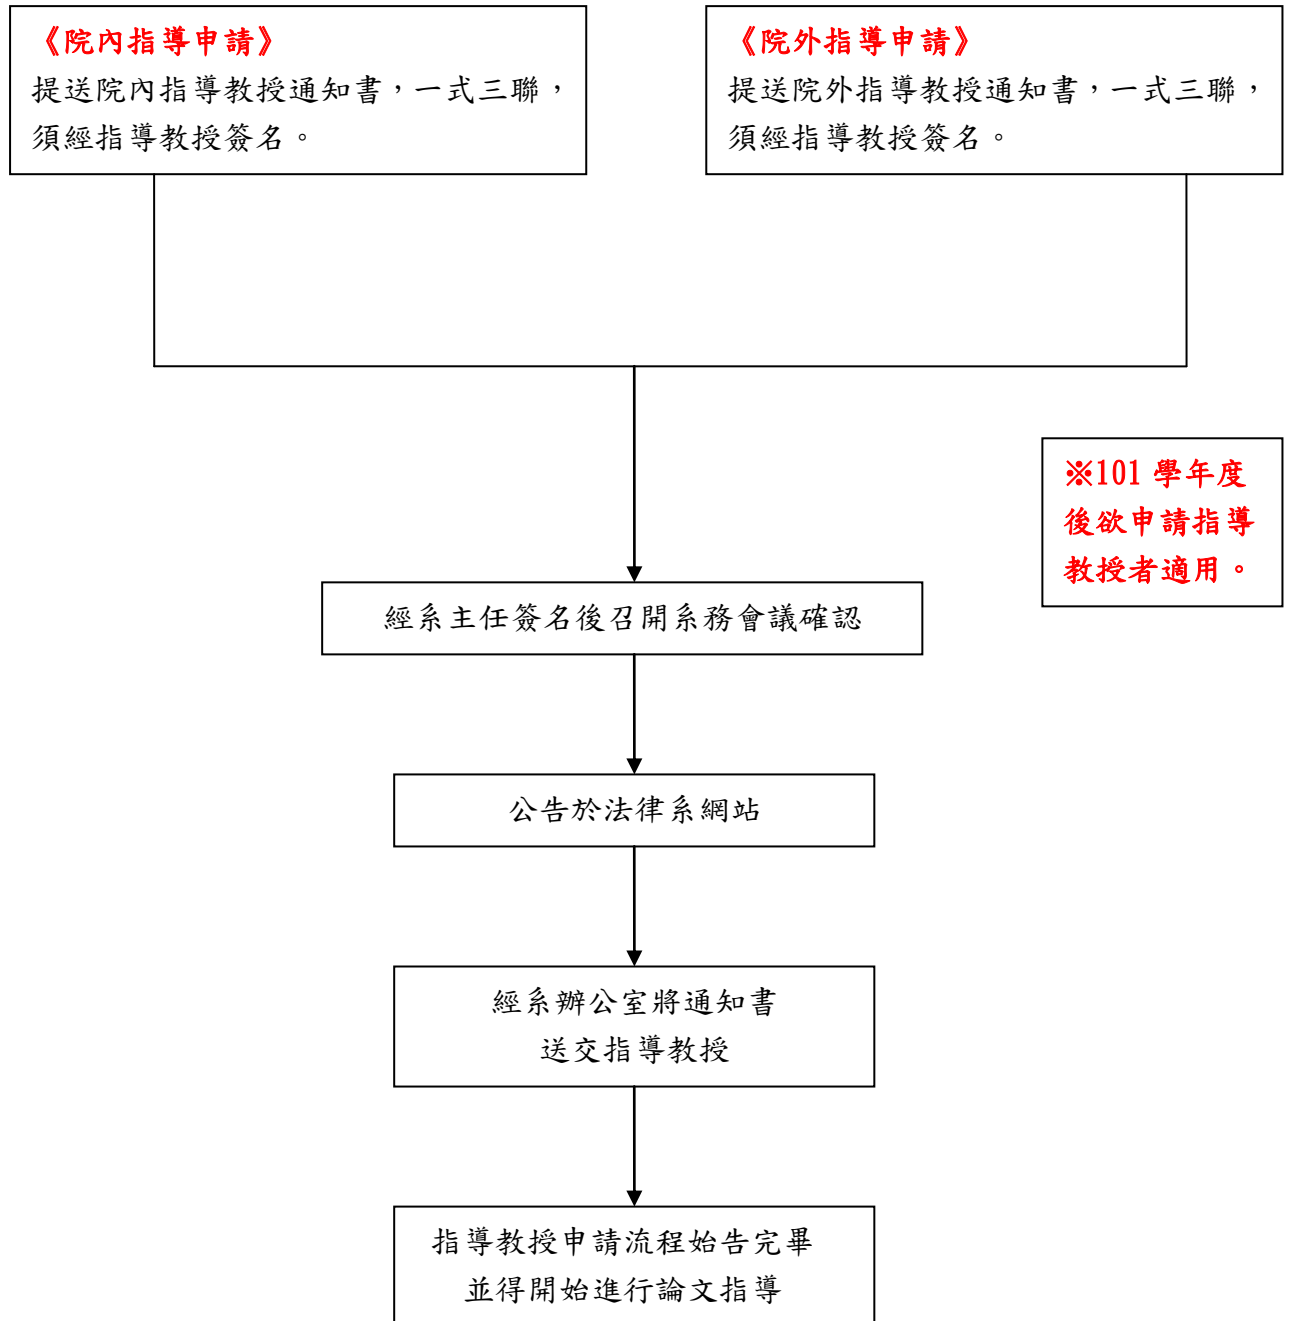 《院內指導申請》
提送院內指導教授通知書，一式三聯，
須經指導教授簽名。
《院外指導申請》
提送院外指導教授通知書，一式三聯，
須經指導教授簽名。
※101 學年度
後欲申請指導
教授者適用。
經系主任簽名後召開系務會議確認
公告於法律系網站
經系辦公室將通知書
送交指導教授
指導教授申請流程始告完畢
並得開始進行論文指導